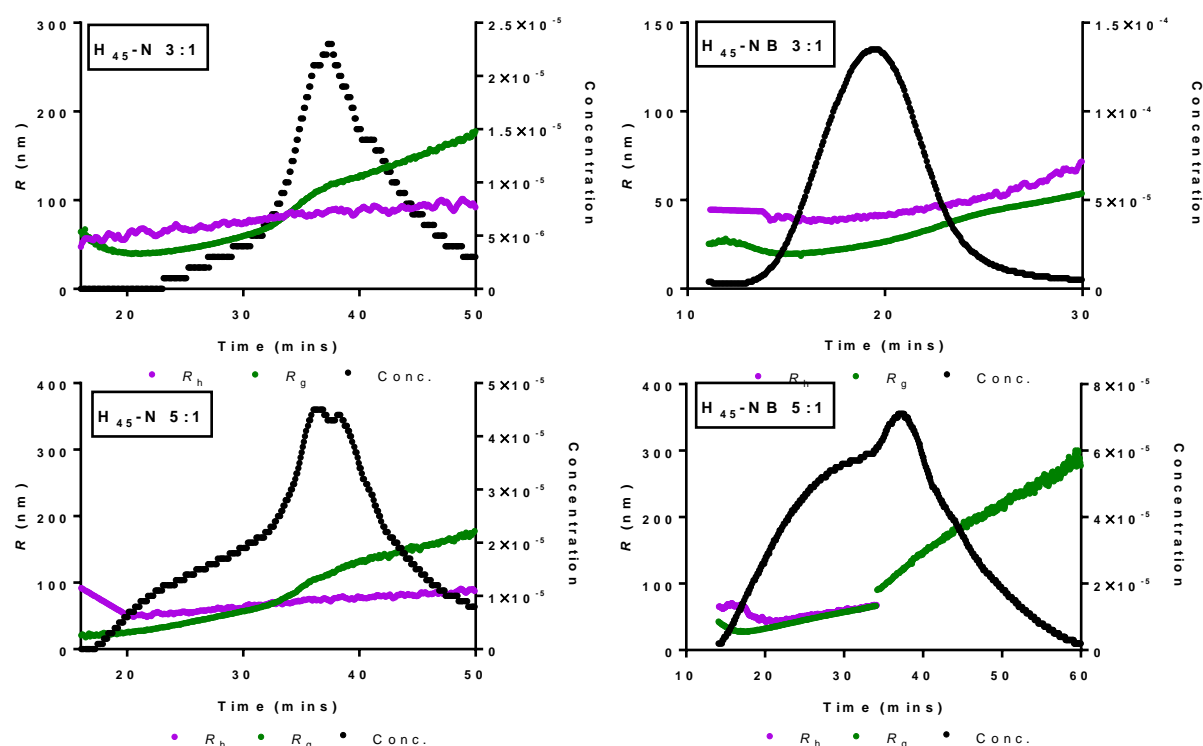 H45-N 3:1
300
200
100
0
R (nm)
2.5×10-5
2×10-5
1.5×10-5
1×10-5
5×10-6
0
Concentration
20 30 40 50
Time (mins)
Rh Rg Conc.
H45-NB 3:1
150
100
50
0
R (nm)
1.5×10-4
1×10-4
5×10-5
0
Concentration
10 20 30
Time (mins)
Rh Rg Conc.
H45-N 5:1
400
300
200
100
0
R (nm)
5×10-5
4×10-5
3×10-5
2×10-5
1×10-5
0
Concentration
20 30 40 50
Time (mins)
Rh Rg Conc.
H45-NB 5:1
400
300
200
100
0
R (nm)
8×10-5
6×10-5
4×10-5
2×10-5
0
Concentration
10 20 30 40 50 60
Time (mins)
Rh Rg Conc.